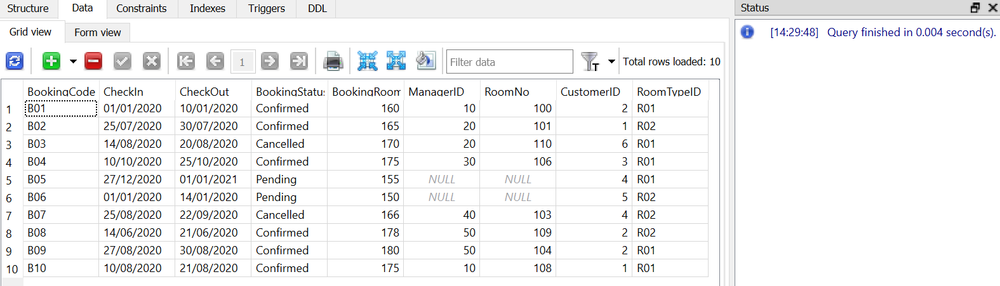 Structure Data Constraints Indexes Triggers DDL
Status
Grid view Form view
[14:29:48] Query finished in 0.004 second(s).
1 Filter data T Total rows loaded: 10
BookingCode CheckIn CheckOut BookingStatus BookingRoom ManagerID RoomNo CustomerID RoomTypeID
1 B01 01/01/2020 10/01/2020 Confirmed 160 10 100 2 R01
2 B02 25/07/2020 30/07/2020 Confirmed 165 20 101 1 R02
3 B03 14/08/2020 20/08/2020 Cancelled 170 20 110 6 R01
4 B04 10/10/2020 25/10/2020 Confirmed 175 30 106 3 R01
5 B05 27/12/2020 01/01/2021 Pending 155 NULL NULL 4 R01
6 B06 01/01/2020 14/01/2020 Pending 150 NULL NULL 5 R02
7 B07 25/08/2020 22/09/2020 Cancelled 166 40 103 4 R02
8 B08 14/06/2020 21/06/2020 Confirmed 178 50 109 2 R02
9 B09 27/08/2020 30/08/2020 Confirmed 180 50 104 2 R01
10 B10 10/08/2020 21/08/2020 Confirmed 175 10 108 1 R01